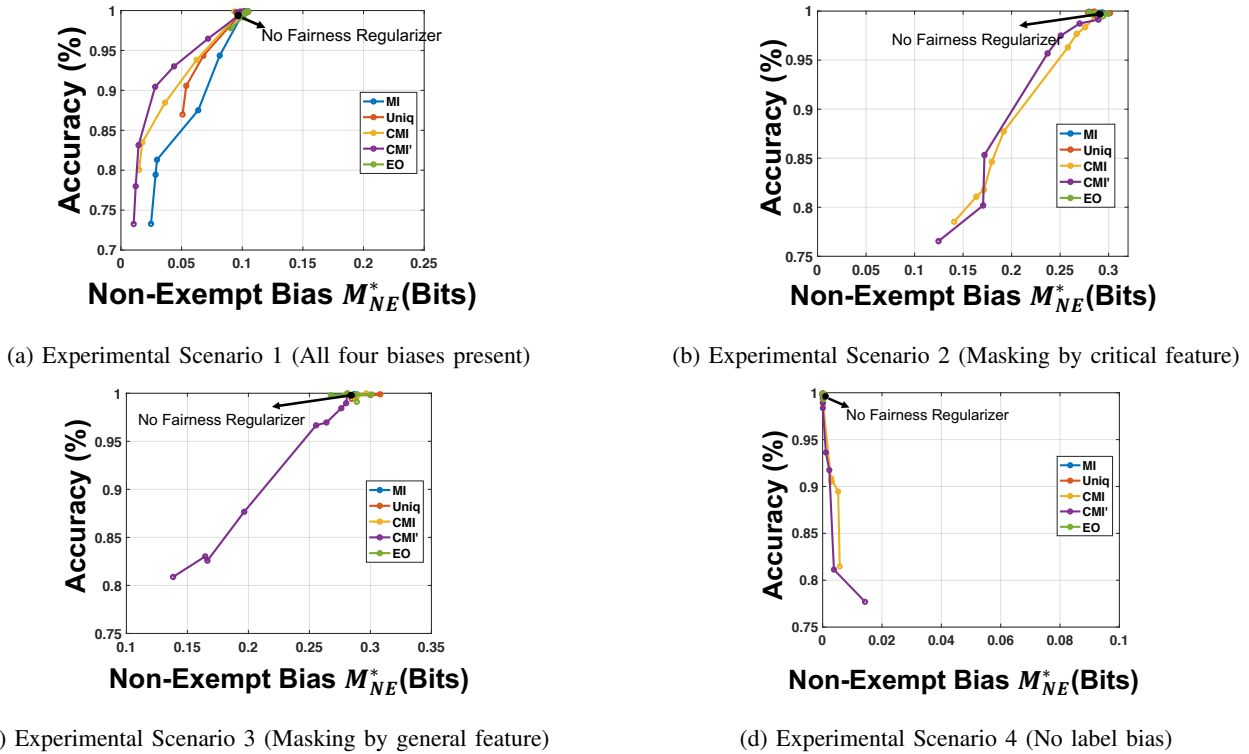 1
0.95
0.9
0.85
0.8
0.75
0.7
0
0.05
0.1
0.15
0.2
0.25
Accuracy (%)
No Fairness Regularizer
MI
Uniq
CMI
CMI'
EO
Non-Exempt Bias M*NE(Bits)
(a) Experimental Scenario 1 (All four biases present)
1
0.95
0.9
0.85
0.8
0.75
0
0.05
0.1
0.15
0.2
0.25
0.3
Accuracy (%)
No Fairness Regularizer
MI
Uniq
CMI
CMI'
EO
Non-Exempt Bias M*NE(Bits)
(b) Experimental Scenario 2 (Masking by critical feature)
1
0.95
0.9
0.85
0.8
0.75
0.1
0.15
0.2
0.25
0.3
0.35
Accuracy (%)
No Fairness Regularizer
MI
Uniq
CMI
CMI'
EO
Non-Exempt Bias M*NE(Bits)
) Experimental Scenario 3 (Masking by general feature)
1
0.95
0.9
0.85
0.8
0.75
0
0.02
0.04
0.06
0.08
0.1
Accuracy (%)
No Fairness Regularizer
MI
Uniq
CMI
CMI'
EO
Non-Exempt Bias M*NE(Bits)
(d) Experimental Scenario 4 (No label bias)